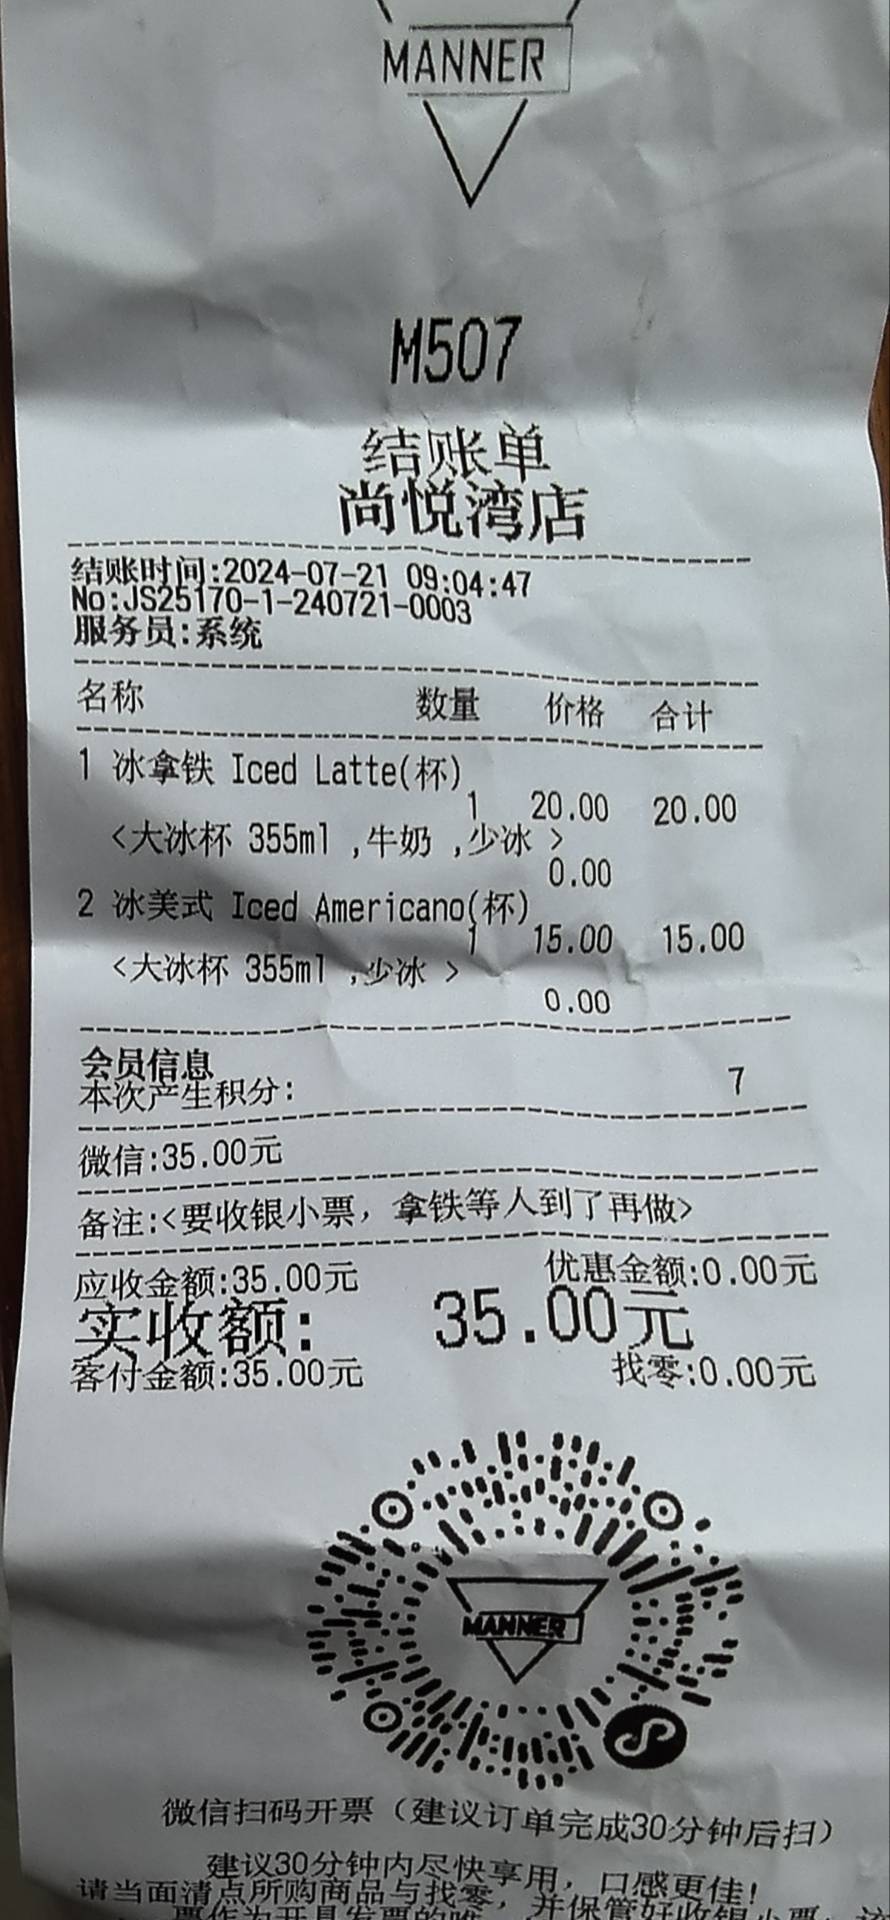 MANNER
M507
结账单
尚悦湾店
结账时间:2024-07-21 09:04:47
No:JS25170-1-240721-0003
服务员:系统
名称 数量 价格 合计
1 冰拿铁 Iced Latte(杯)
1 20.00 20.00
<大冰杯 355ml ,牛奶 ,少冰 >
0.00
2 冰美式 Iced Americano(杯)
1 15.00 15.00
<大冰杯 355ml ,少冰 >
0.00
会员信息
本次产生积分: 7
微信:35.00元
备注:<要收银小票，拿铁等人到了再做>
应收金额:35.00元 优惠金额:0.00元
实收额: 35.00元
客付金额:35.00元 找零:0.00元
MANNER
微信扫码开票（建议订单完成30分钟后扫）
建议30分钟内尽快享用，口感更佳!
请当面清点所购商品与找零，并保管好收银小票，